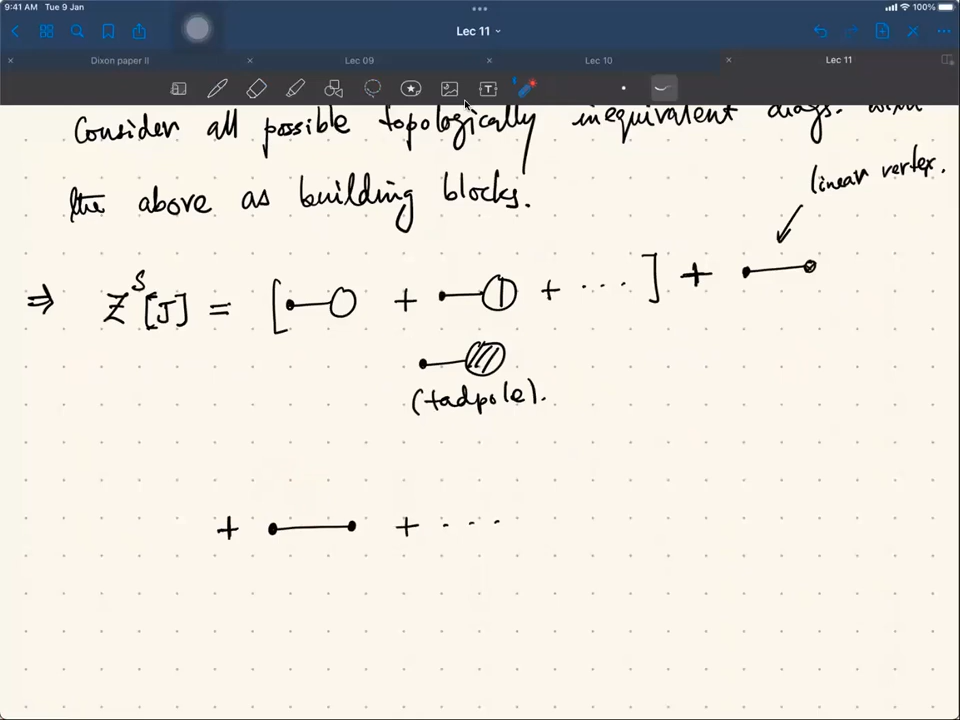 9:41 AM Tue 9 Jan
100%
Lec 11
Dixon paper II
Lec 09
Lec 10
Lec 11
Consider all possible topologically inequivalent diags. with
the above as building blocks.
linear vertex.
⇒ Z^S[J] = [ + + ... ] +
(tadpole).
+ + ...